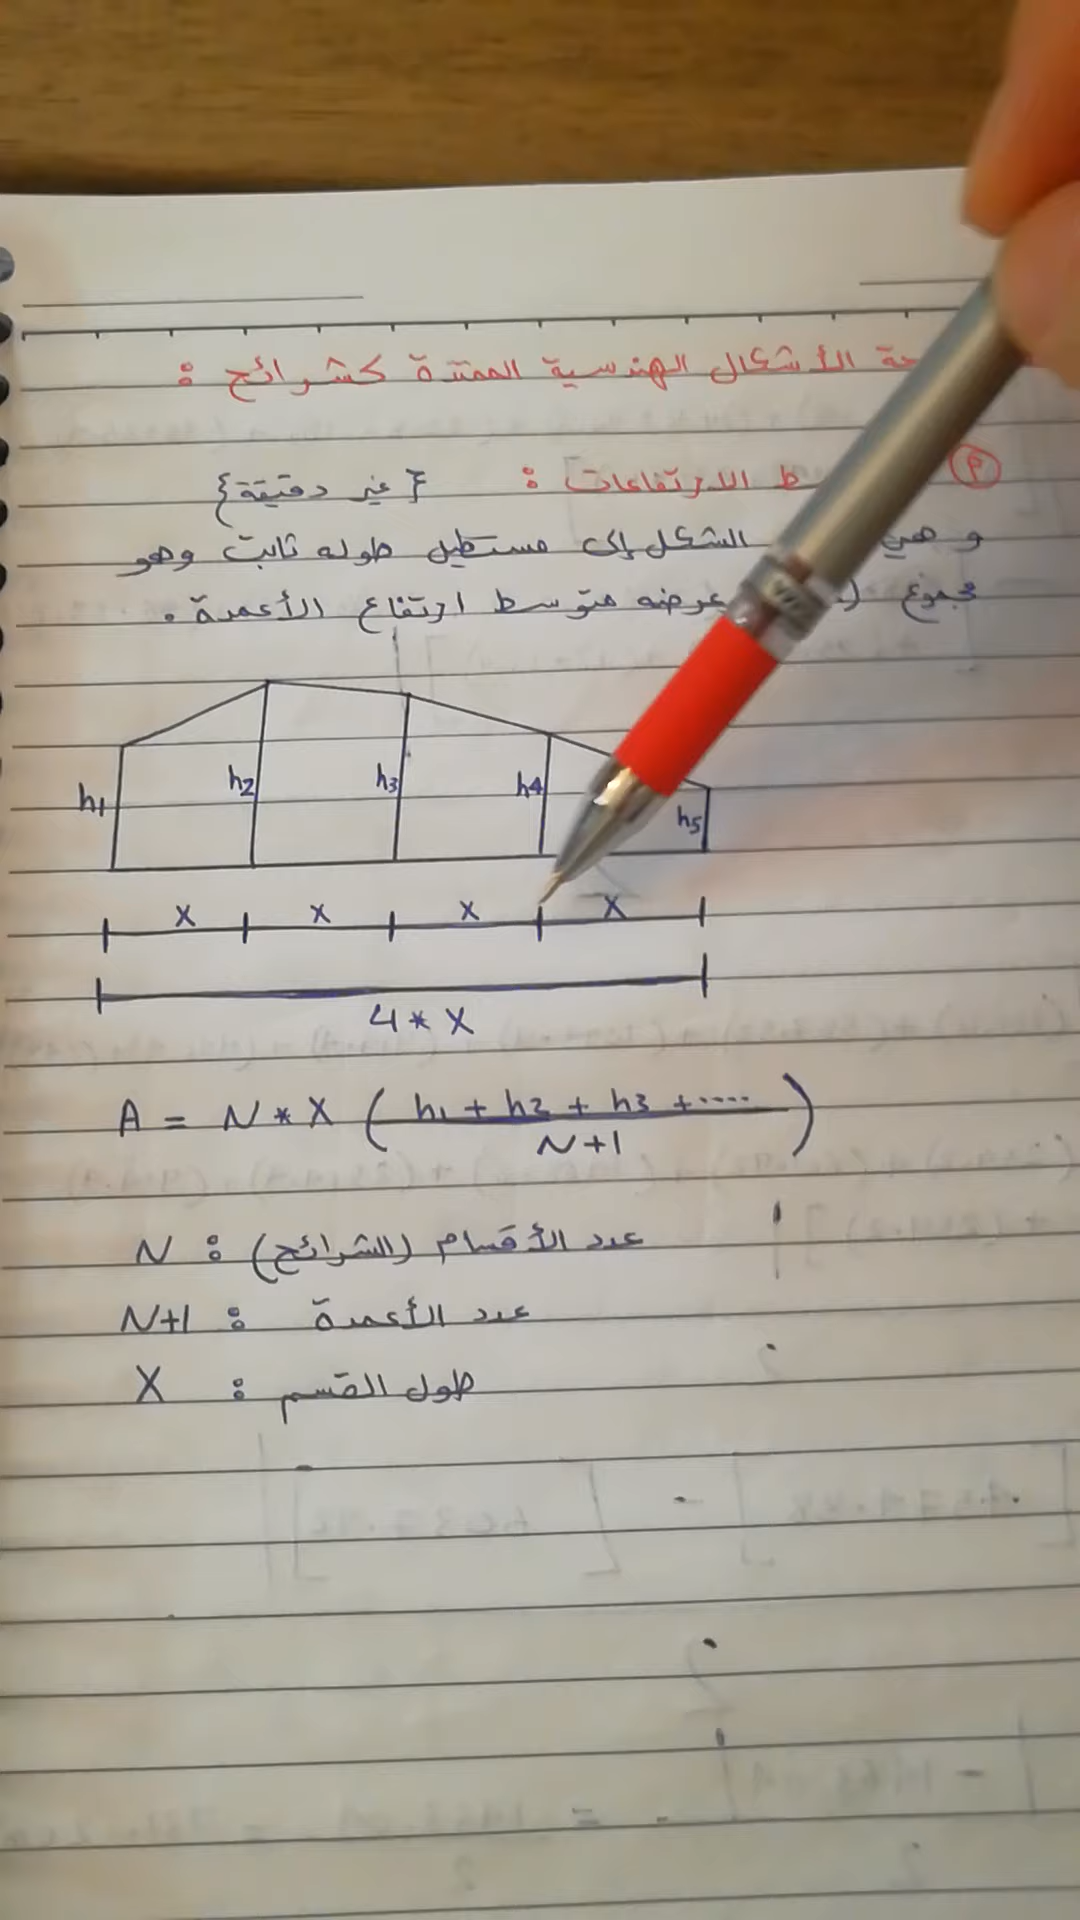 الأشكال الهندسية الممتدة كشرائح :
م
ط الارتفاعات : { غير دقيقة }
وهي الشكل إلى مستطيل طوله ثابت وهو
مجموع ( عرضه متوسط ارتفاع الأعمدة .
h1 h2 h3 h4 h5
X X X X
4 * X
A = N * X ( h1 + h2 + h3 + .... / N+1 )
N : عدد الأقسام (الشرائح)
N+1 : عدد الأعمدة
X : طول القسم